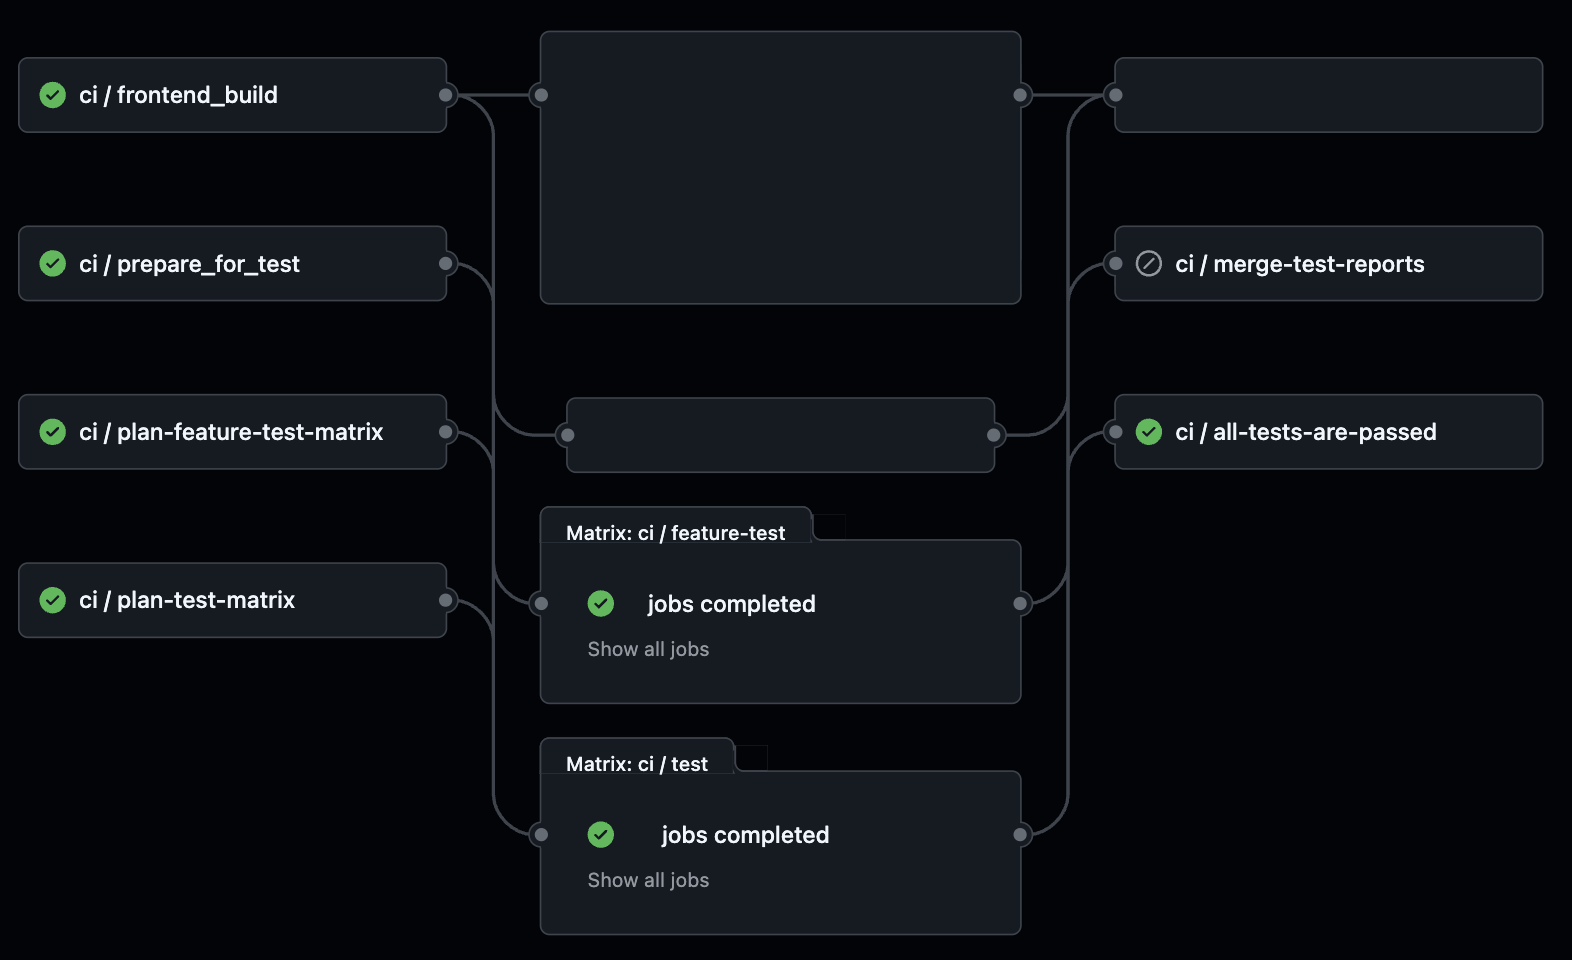 ci / frontend_build
ci / prepare_for_test
ci / merge-test-reports
ci / plan-feature-test-matrix
ci / all-tests-are-passed
Matrix: ci / feature-test
jobs completed
Show all jobs
ci / plan-test-matrix
Matrix: ci / test
jobs completed
Show all jobs